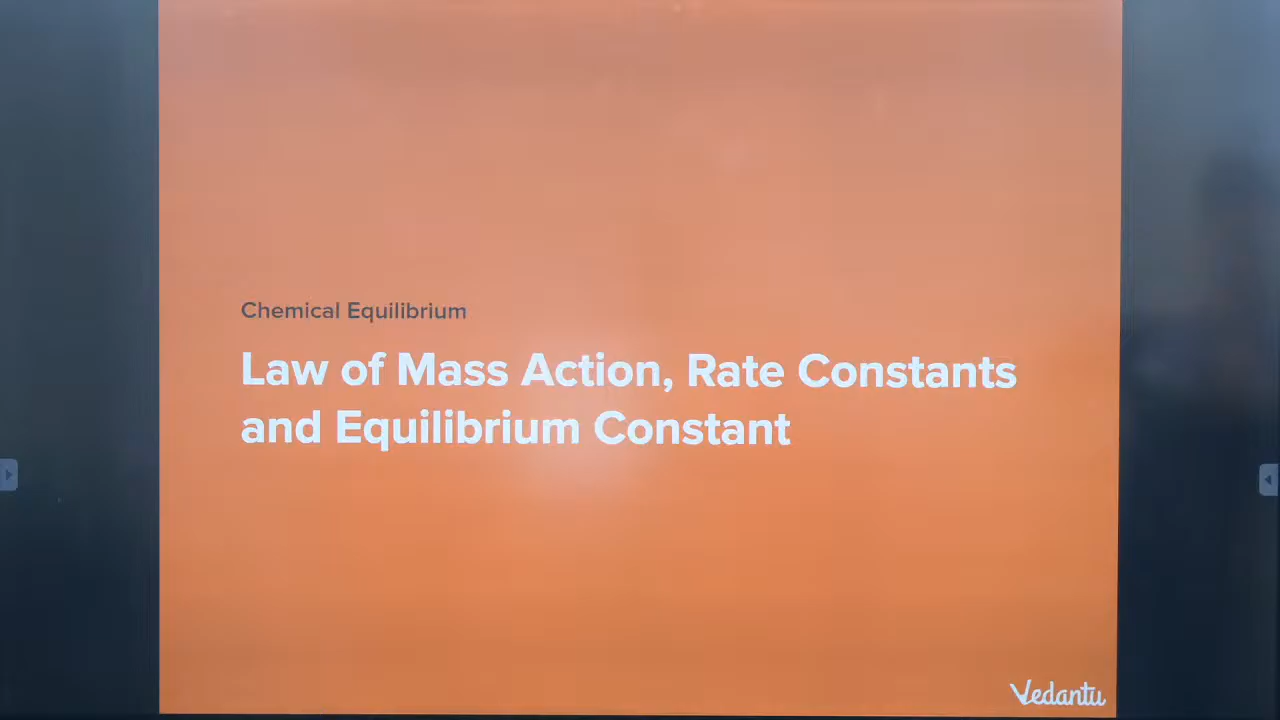 Chemical Equilibrium
Law of Mass Action, Rate Constants
and Equilibrium Constant
Vedantu